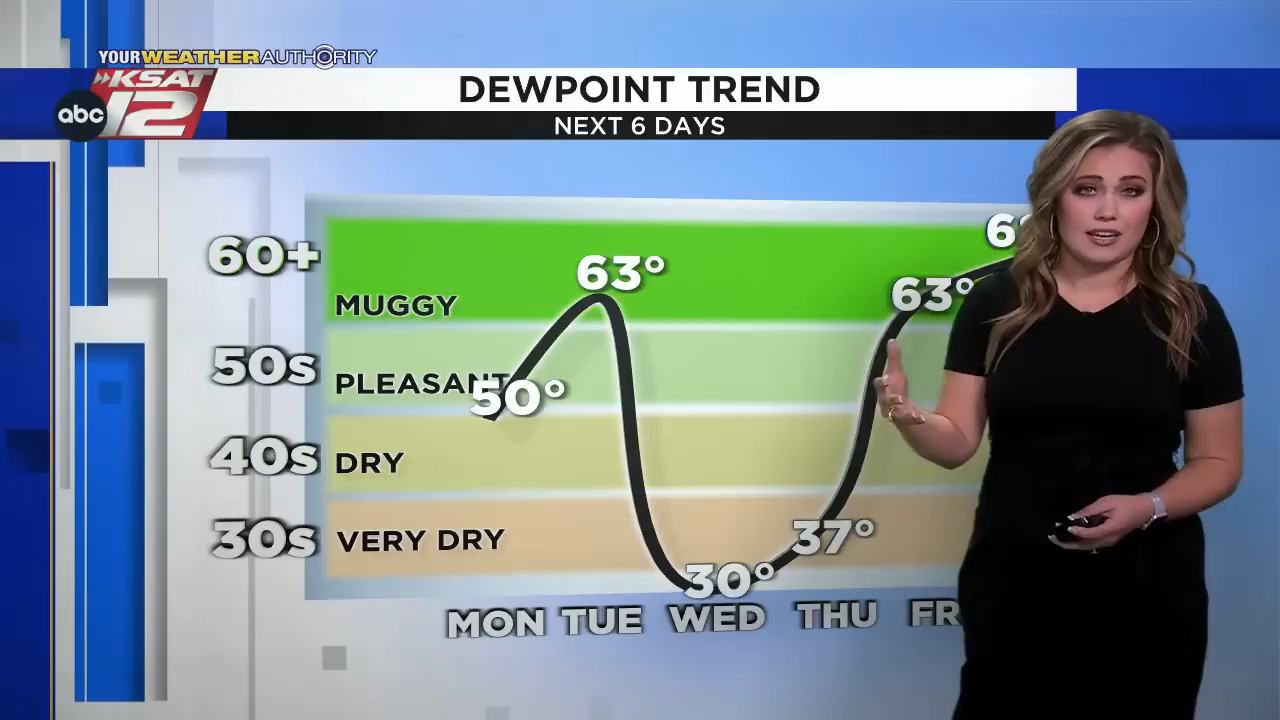 YOUR WEATHER AUTHORITY
KSAT
abc 12
DEWPOINT TREND
NEXT 6 DAYS
60+
MUGGY
63°
63°
50s
PLEASANT
50°
40s
DRY
30s
VERY DRY
37°
30°
MON TUE WED THU